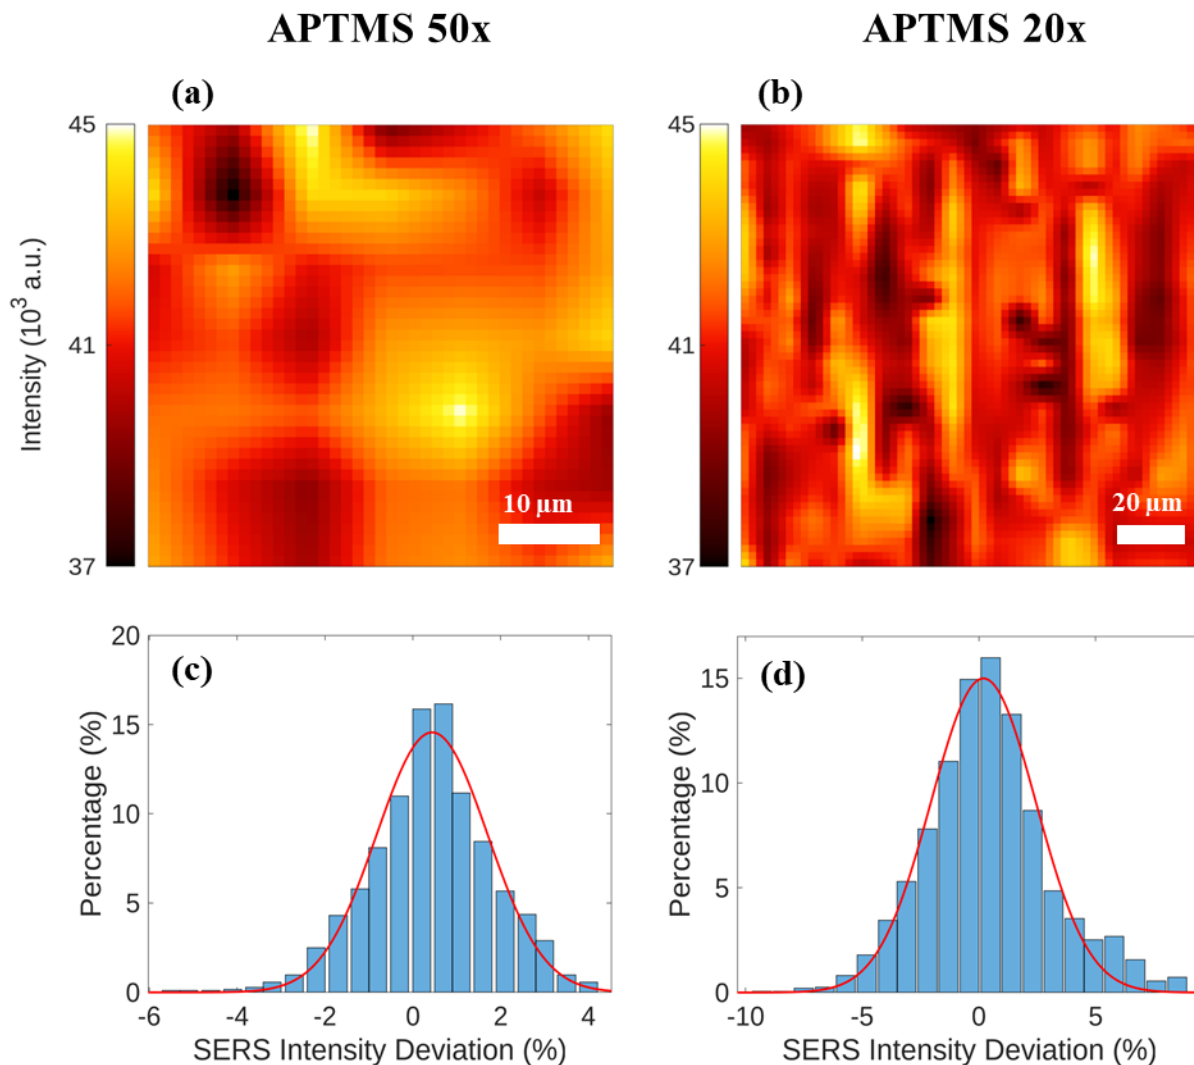 APTMS 50x
APTMS 20x
(a)
(b)
45
41
37
Intensity (10³ a.u.)
10 µm
45
41
37
20 µm
(c)
20
15
10
5
0
Percentage (%)
-6 -4 -2 0 2 4
SERS Intensity Deviation (%)
(d)
15
10
5
0
Percentage (%)
-10 -5 0 5
SERS Intensity Deviation (%)